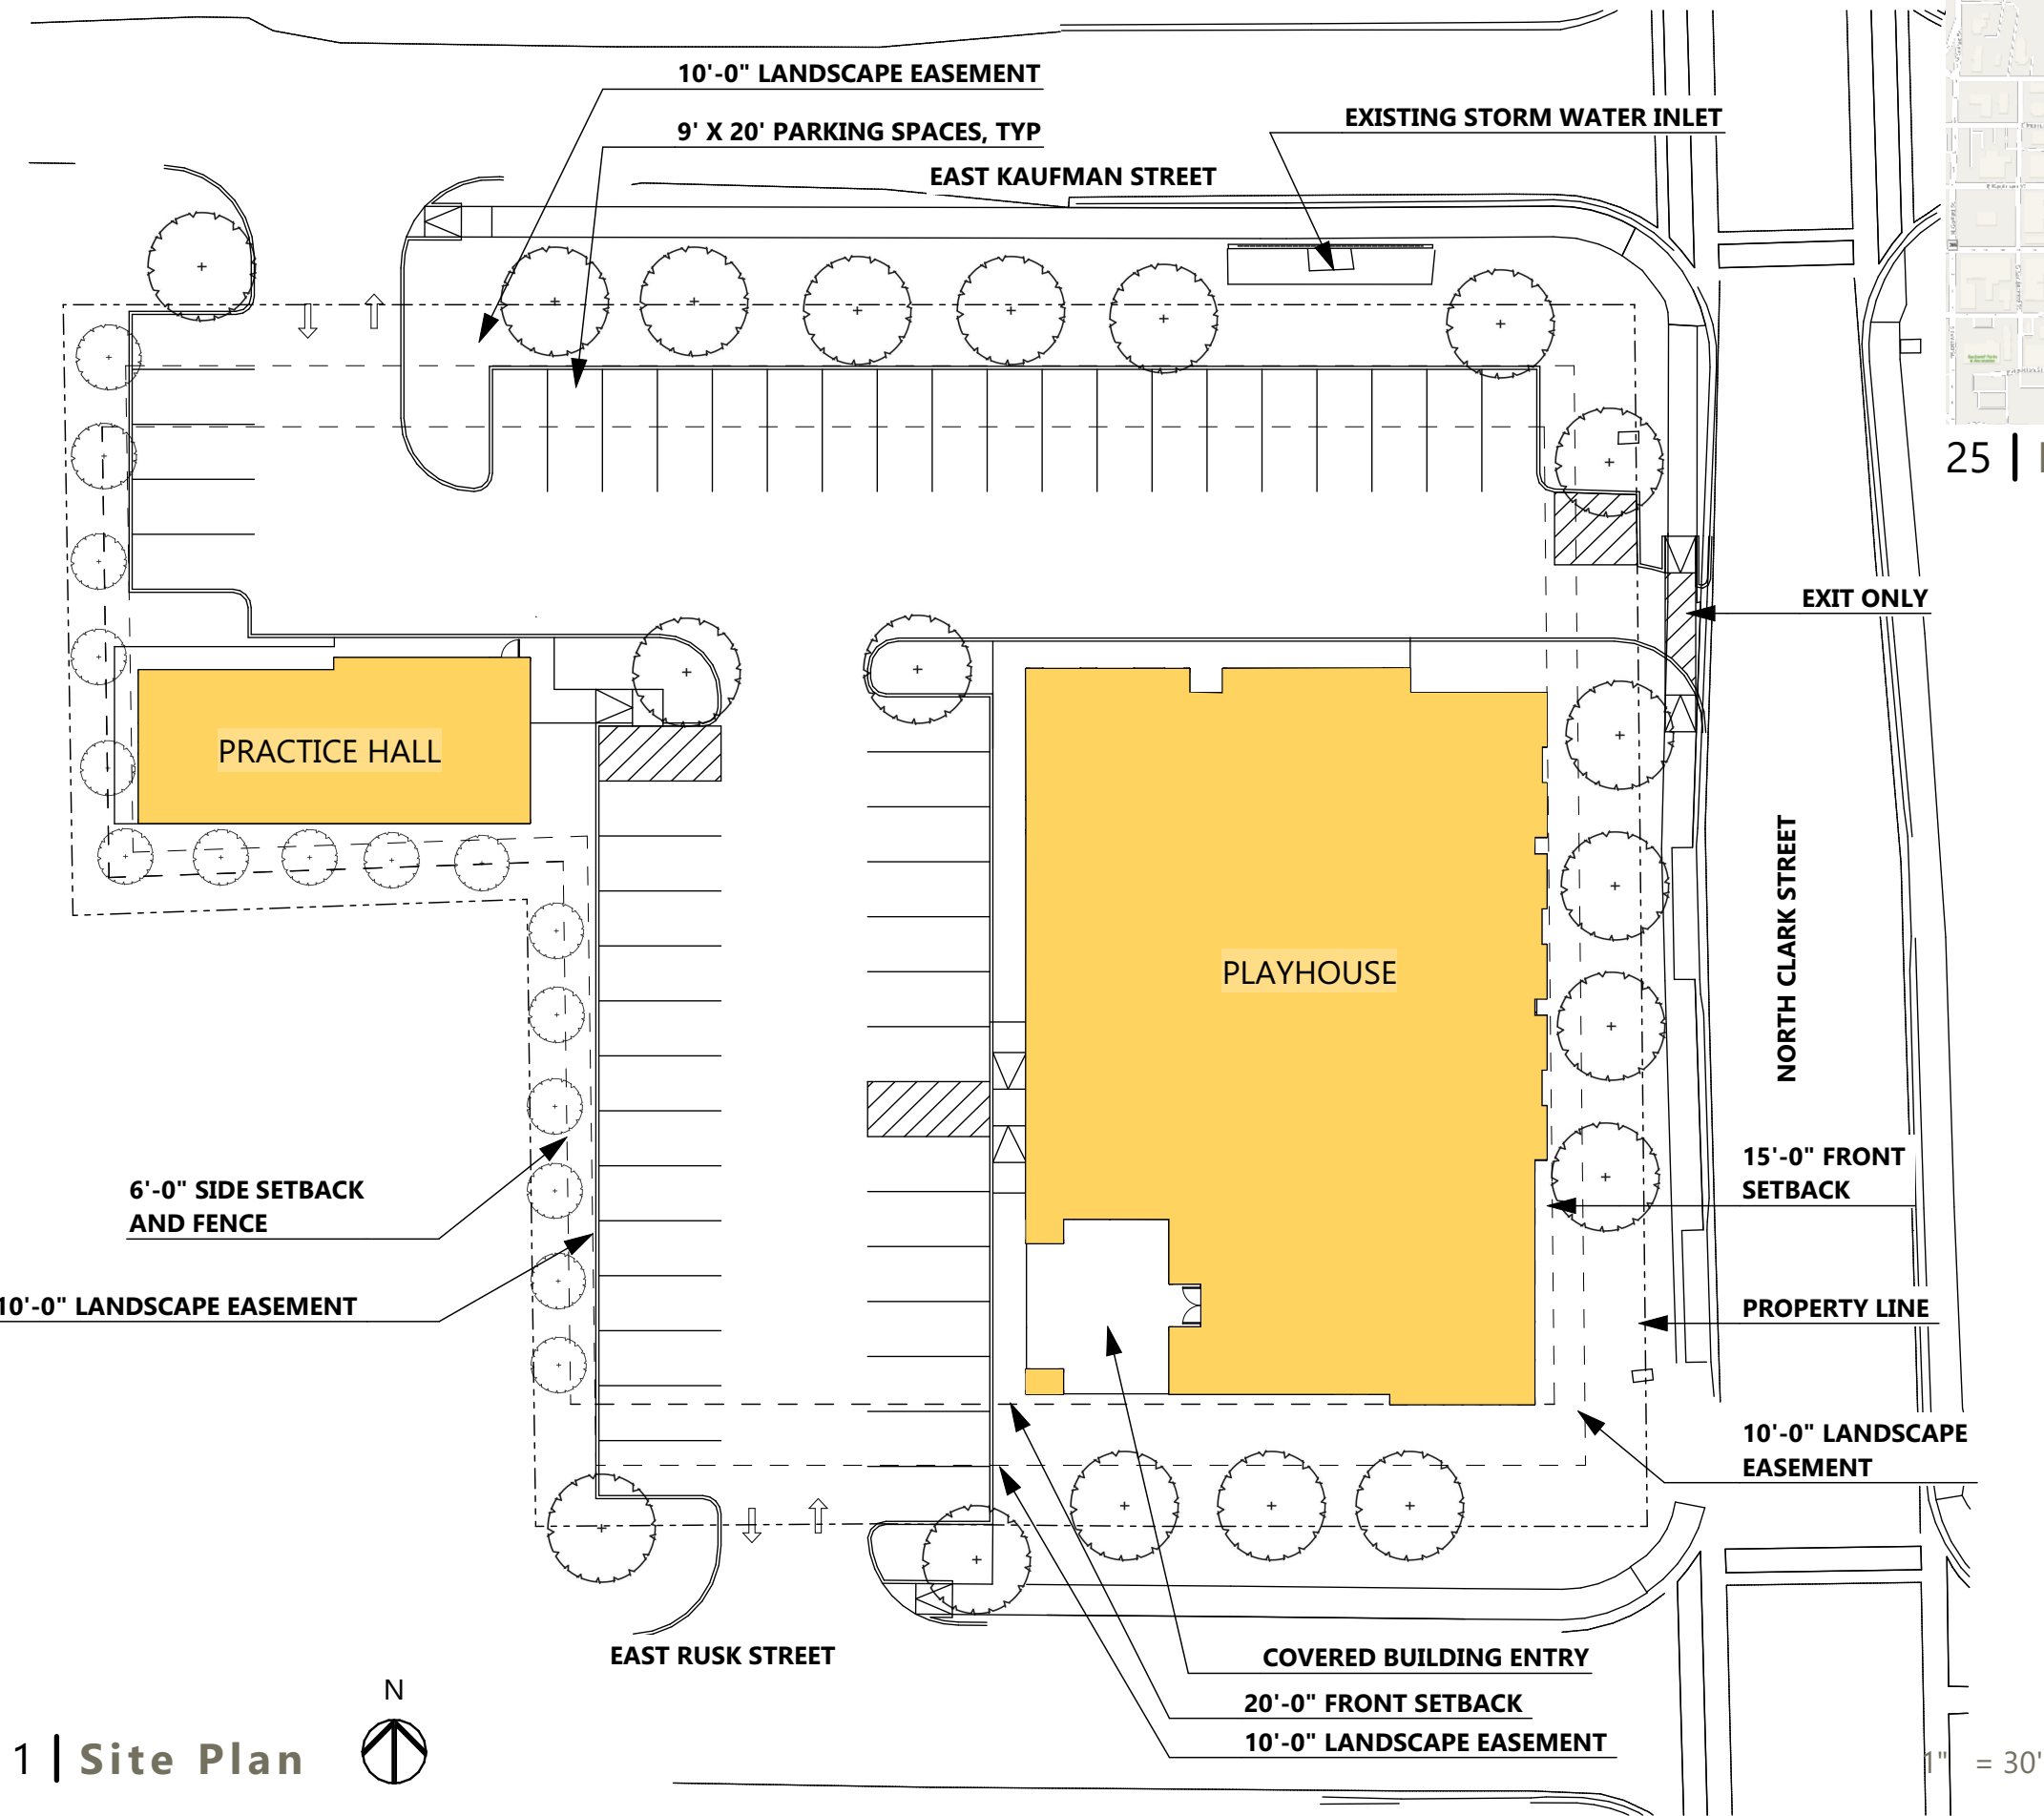 10'-0" LANDSCAPE EASEMENT
9' X 20' PARKING SPACES, TYP
EXISTING STORM WATER INLET
EAST KAUFMAN STREET
25
EXIT ONLY
PRACTICE HALL
PLAYHOUSE
NORTH CLARK STREET
6'-0" SIDE SETBACK
AND FENCE
10'-0" LANDSCAPE EASEMENT
15'-0" FRONT
SETBACK
PROPERTY LINE
10'-0" LANDSCAPE
EASEMENT
EAST RUSK STREET
COVERED BUILDING ENTRY
20'-0" FRONT SETBACK
10'-0" LANDSCAPE EASEMENT
N
1 | Site Plan
1" = 30'